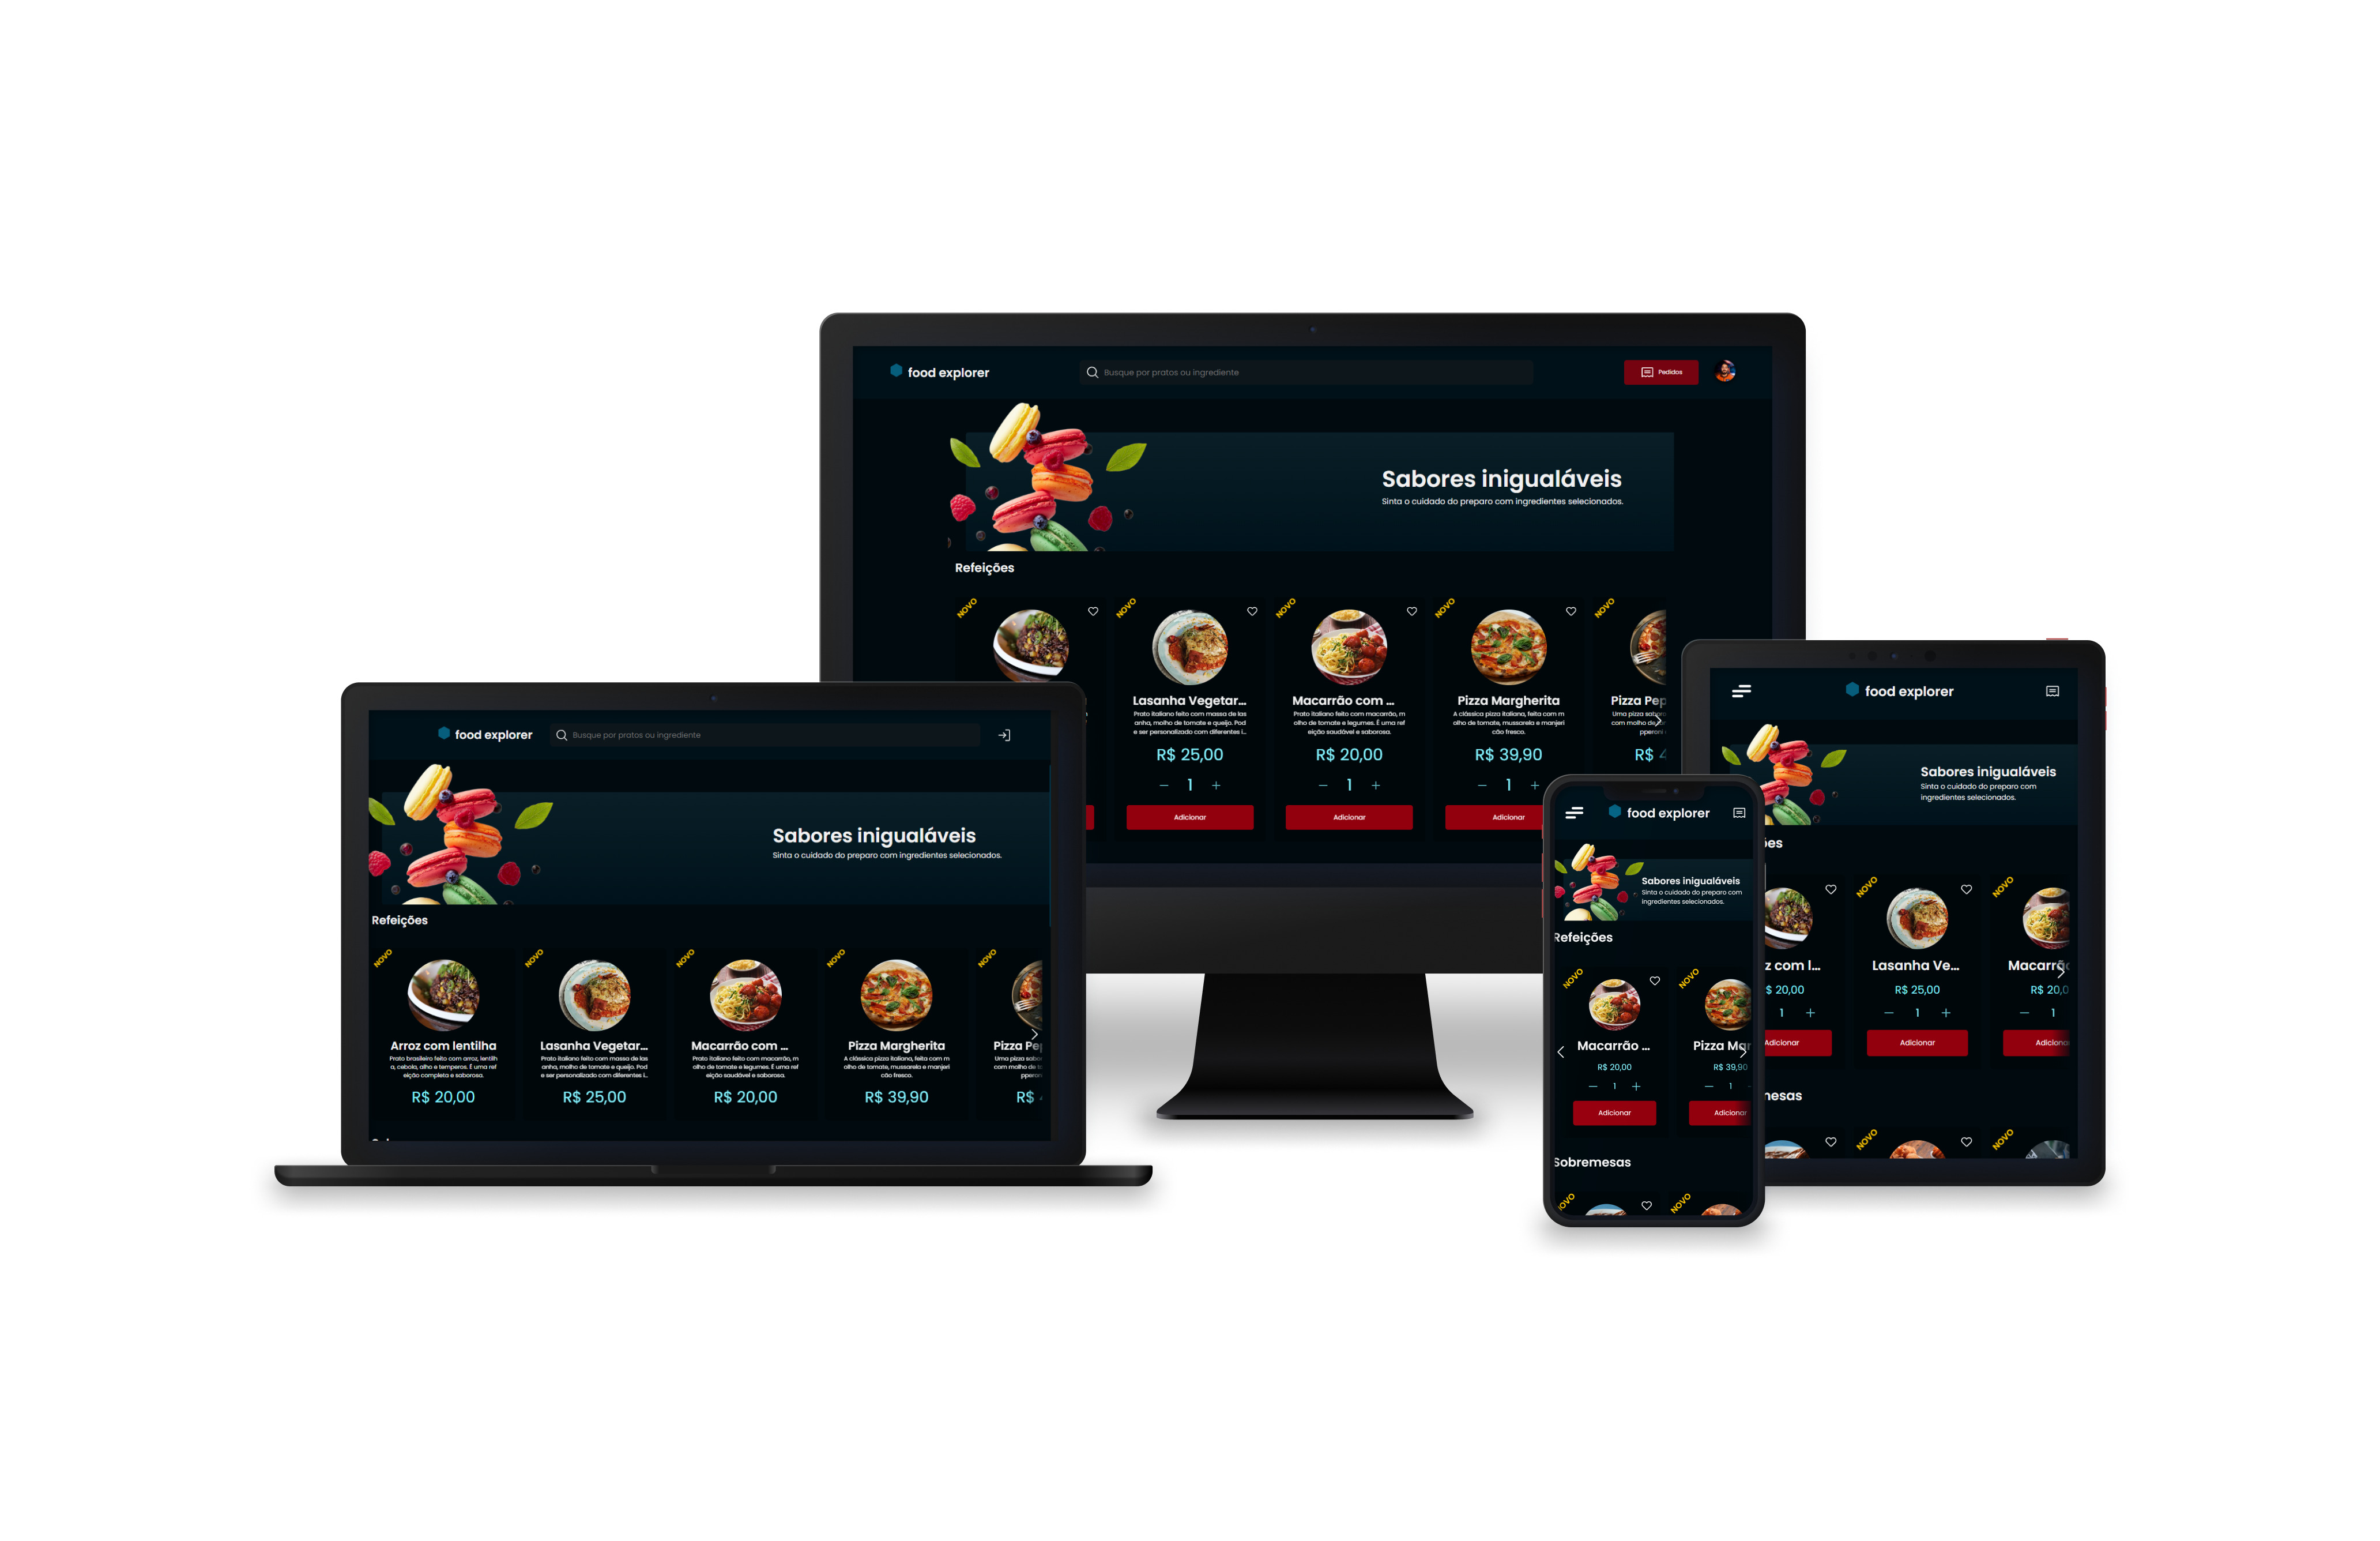 food explorer
Busque por pratos ou ingrediente
Pedidos
Sabores inigualáveis
Sinta o cuidado do preparo com ingredientes selecionados.
Refeições
NOVO
NOVO
NOVO
NOVO
NOVO
Lasanha Vegetar...
Prato italiano feito com massa de las
anha, molho de tomate e queijo. Pod
e ser personalizado com diferentes i...
R$ 25,00
1
Adicionar
Macarrão com ...
Prato italiano feito com macarrão, m
olho de tomate e legumes. É uma ref
eição saudável e saborosa.
R$ 20,00
1
Adicionar
Pizza Margherita
A clássica pizza italiana, feita com m
olho de tomate, mussarela e manjeri
cão fresco.
R$ 39,90
1
Adicionar
Pizza Pep
Uma pizza sabor
com molho de
pperoni
R$ 4
food explorer
Busque por pratos ou ingrediente
Sabores inigualáveis
Sinta o cuidado do preparo com ingredientes selecionados.
Refeições
NOVO
NOVO
NOVO
NOVO
NOVO
Arroz com lentilha
Prato brasileiro feito com arroz, lentilh
a, cebola, alho e temperos. É uma ref
eição completa e saborosa.
R$ 20,00
Lasanha Vegetar...
Prato italiano feito com massa de las
anha, molho de tomate e queijo. Pod
e ser personalizado com diferentes i...
R$ 25,00
Macarrão com ...
Prato italiano feito com macarrão, m
olho de tomate e legumes. É uma ref
eição saudável e saborosa.
R$ 20,00
Pizza Margherita
A clássica pizza italiana, feita com m
olho de tomate, mussarela e manjeri
cão fresco.
R$ 39,90
Pizza Pe
Uma pizza sabo
com molho de
pperon
R$
food explorer
Sabores inigualáveis
Sinta o cuidado do preparo com
ingredientes selecionados.
Refeições
NOVO
NOVO
Macarrão ...
R$ 20,00
1
Adicionar
Pizza Mar
R$ 39,90
1
Adicionar
Sobremesas
NOVO
NOVO
food explorer
Sabores inigualáveis
Sinta o cuidado do preparo com
ingredientes selecionados.
ões
NOVO
NOVO
z com l...
$ 20,00
1
Adicionar
Lasanha Ve...
R$ 25,00
1
Adicionar
Macarrão
R$ 20,0
1
Adiciona
mesas
NOVO
NOVO